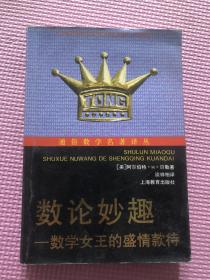 TONG
通俗数学名著译丛
SHULUN MIAOQU
SHUXUE NUWANG DE SHENGQING KUANDAI
[美]阿尔伯特·H·贝勒著
谈祥柏译
上海教育出版社
数论妙趣
—数学女王的盛情款待